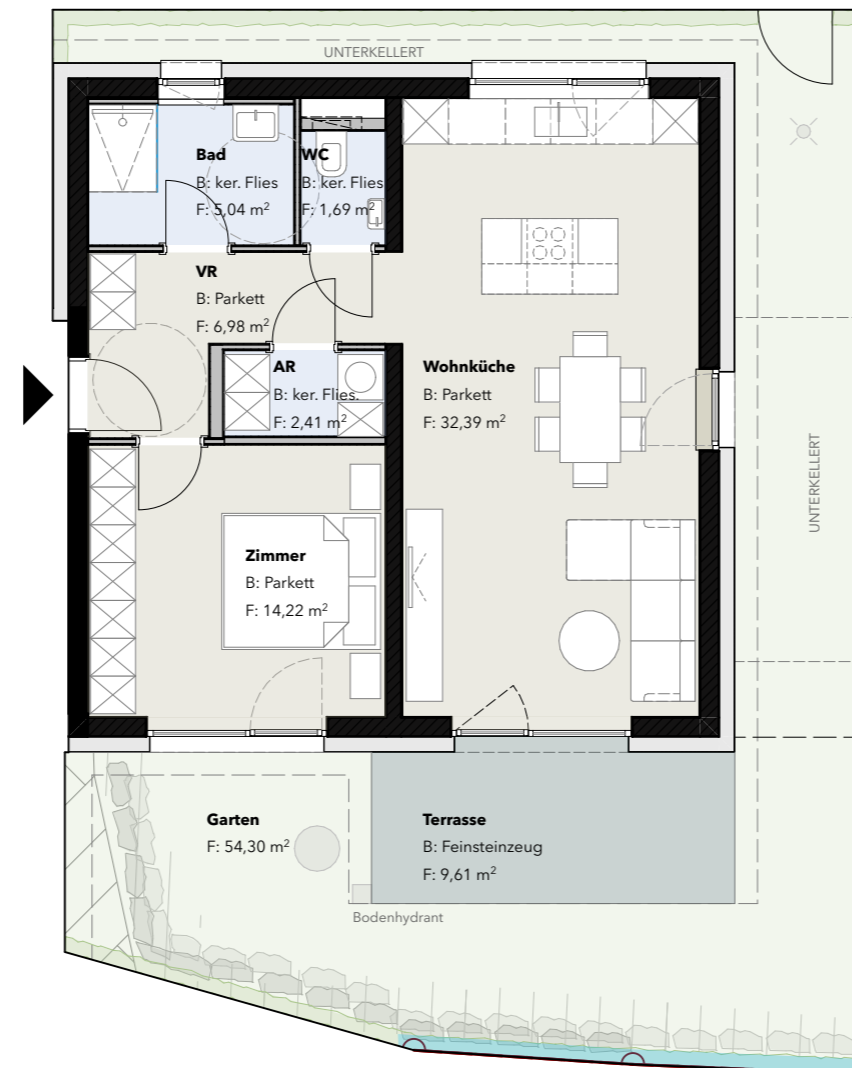 UNTERKELLERT
Bad
B: ker. Flies
F: 5,04 m²
WC
B: ker. Flies
F: 1,69 m²
VR
B: Parkett
F: 6,98 m²
AR
B: ker. Flies.
F: 2,41 m²
Wohnküche
B: Parkett
F: 32,39 m²
UNTERKELLERT
Zimmer
B: Parkett
F: 14,22 m²
Garten
F: 54,30 m²
Terrasse
B: Feinsteinzeug
F: 9,61 m²
Bodenhydrant